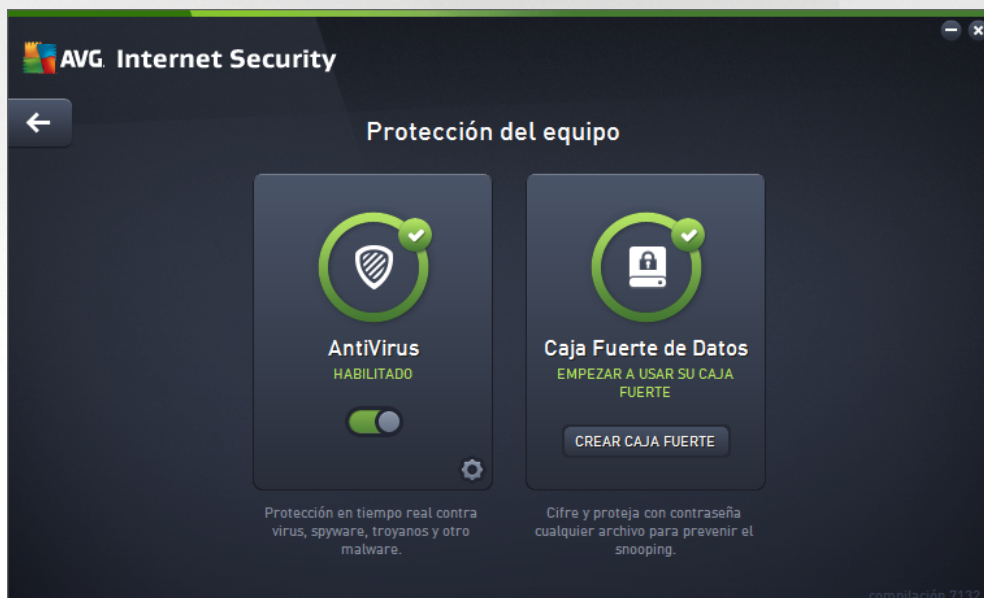 AVG. Internet Security
Protección del equipo
AntiVirus
HABILITADO
Protección en tiempo real contra
virus, spyware, troyanos y otro
malware.
Caja Fuerte de Datos
EMPEZAR A USAR SU CAJA
FUERTE
CREAR CAJA FUERTE
Cifre y proteja con contraseña
cualquier archivo para prevenir el
snooping.
compilación 7132